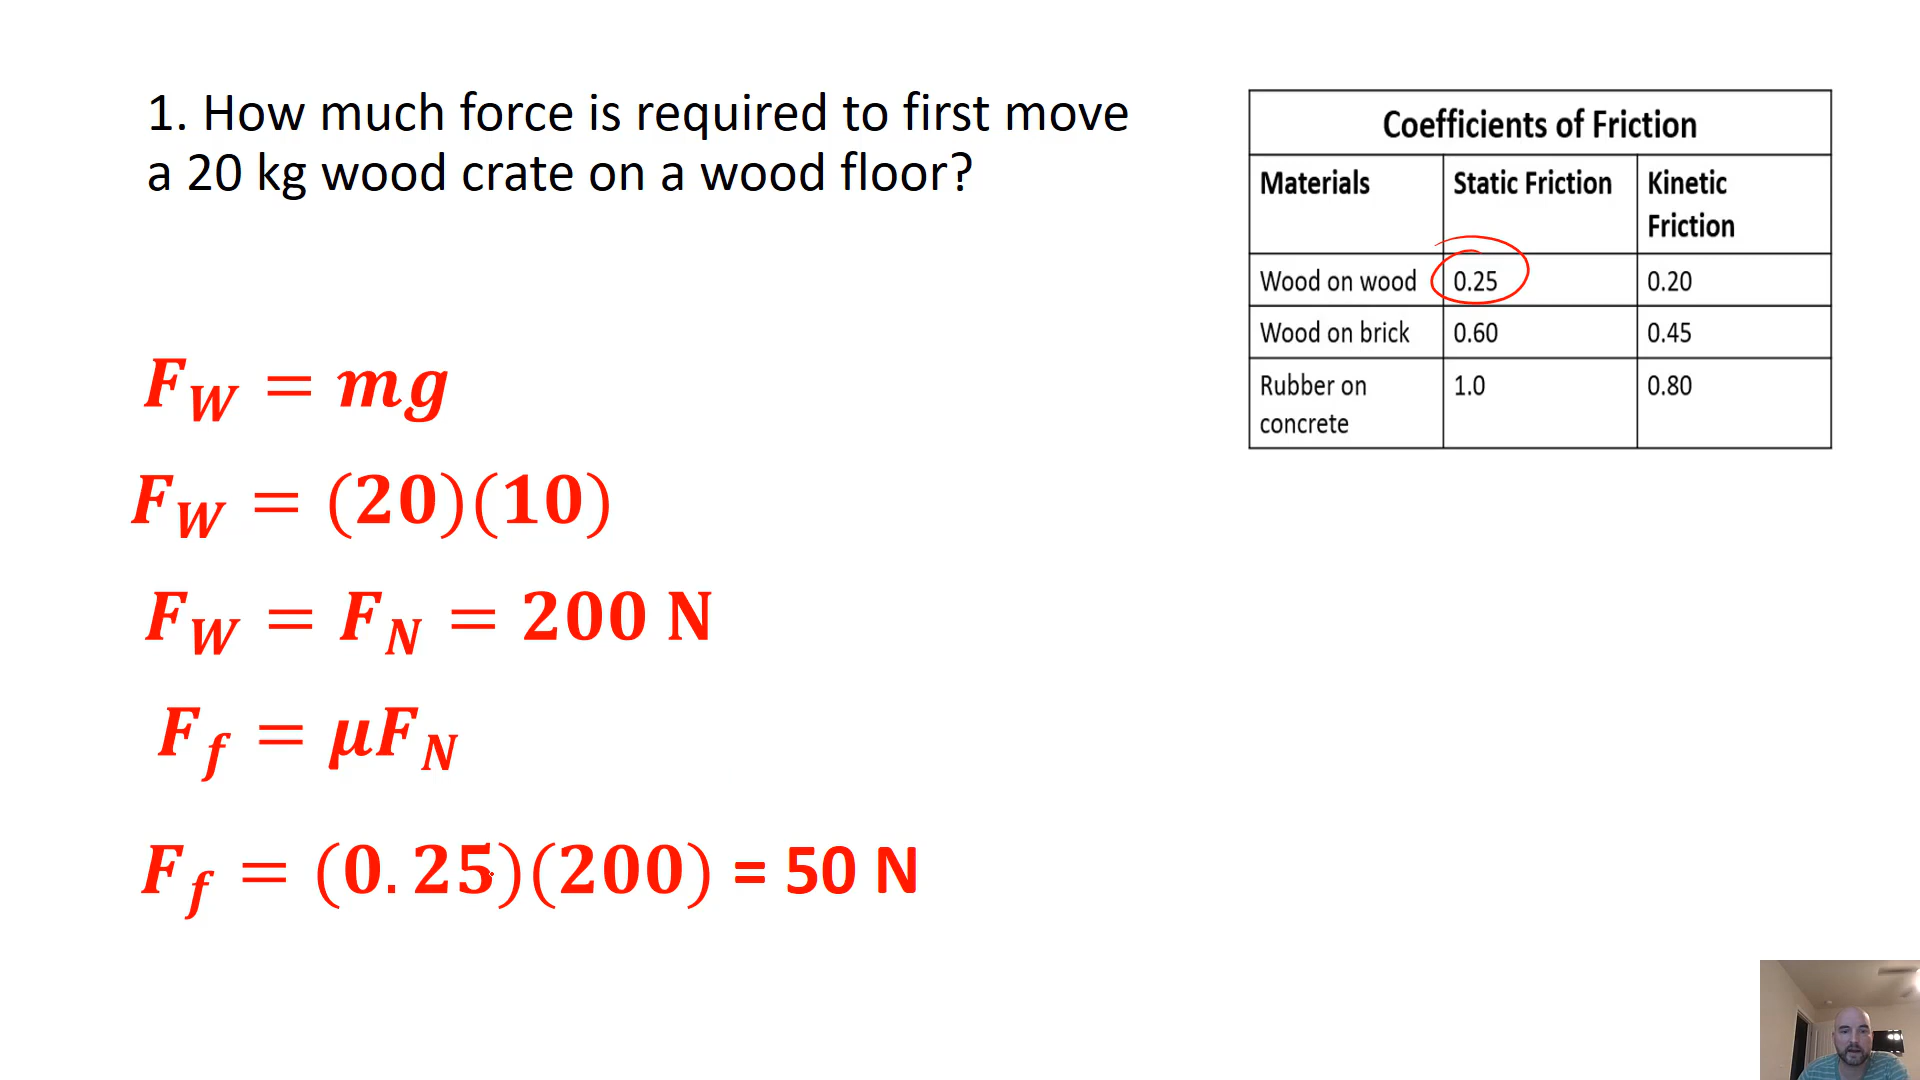 1. How much force is required to first move
a 20 kg wood crate on a wood floor?
Coefficients of Friction
Materials Static Friction Kinetic
Friction
Wood on wood 0.25 0.20
Wood on brick 0.60 0.45
Rubber on 1.0 0.80
concrete
F_W = mg
F_W = (20)(10)
F_W = F_N = 200 N
F_f = μF_N
F_f = (0.25)(200) = 50 N